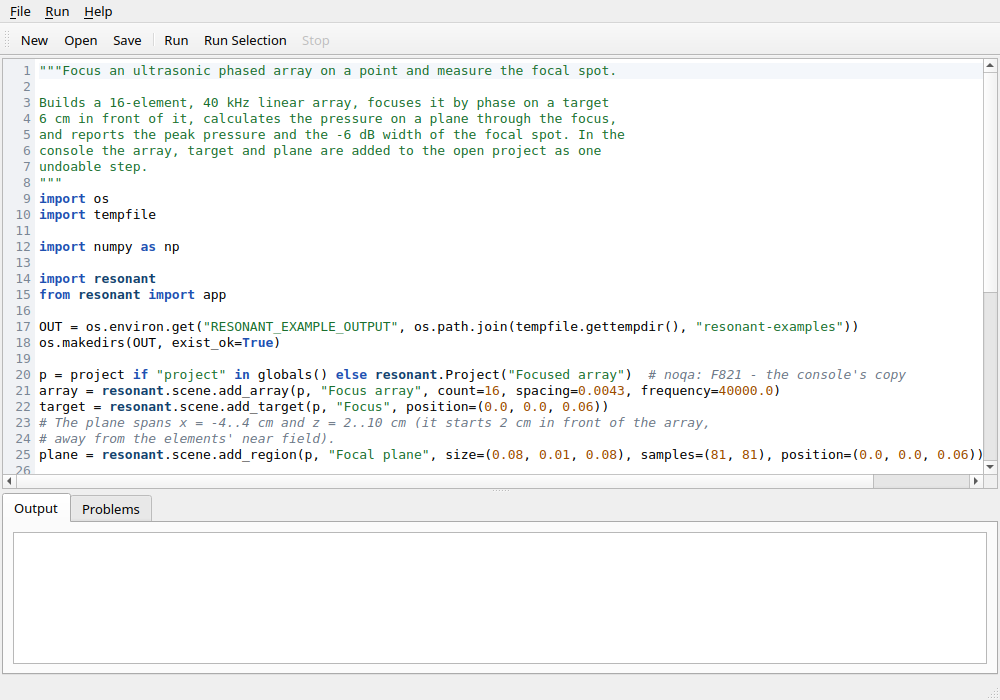 File Run Help
New Open Save Run Run Selection Stop
1 """Focus an ultrasonic phased array on a point and measure the focal spot.
2
3 Builds a 16-element, 40 kHz linear array, focuses it by phase on a target
4 6 cm in front of it, calculates the pressure on a plane through the focus,
5 and reports the peak pressure and the -6 dB width of the focal spot. In the
6 console the array, target and plane are added to the open project as one
7 undoable step.
8 """
9 import os
10 import tempfile
11
12 import numpy as np
13
14 import resonant
15 from resonant import app
16
17 OUT = os.environ.get("RESONANT_EXAMPLE_OUTPUT", os.path.join(tempfile.gettempdir(), "resonant-examples"))
18 os.makedirs(OUT, exist_ok=True)
19
20 p = project if "project" in globals() else resonant.Project("Focused array")  # noqa: F821 - the console's copy
21 array = resonant.scene.add_array(p, "Focus array", count=16, spacing=0.0043, frequency=40000.0)
22 target = resonant.scene.add_target(p, "Focus", position=(0.0, 0.0, 0.06))
23 # The plane spans x = -4..4 cm and z = 2..10 cm (it starts 2 cm in front of the array,
24 # away from the elements' near field).
25 plane = resonant.scene.add_region(p, "Focal plane", size=(0.08, 0.01, 0.08), samples=(81, 81), position=(0.0, 0.0, 0.06))
26
Output Problems